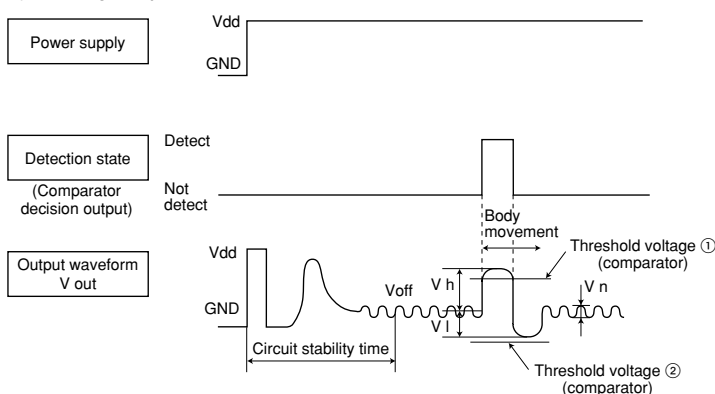 Power supply
Vdd
GND
Detection state
(Comparator
decision output)
Detect
Not
detect
Body
movement
Output waveform
V out
Vdd
GND
Voff
V h
V l
V n
Threshold voltage ①
(comparator)
Circuit stability time
Threshold voltage ②
(comparator)